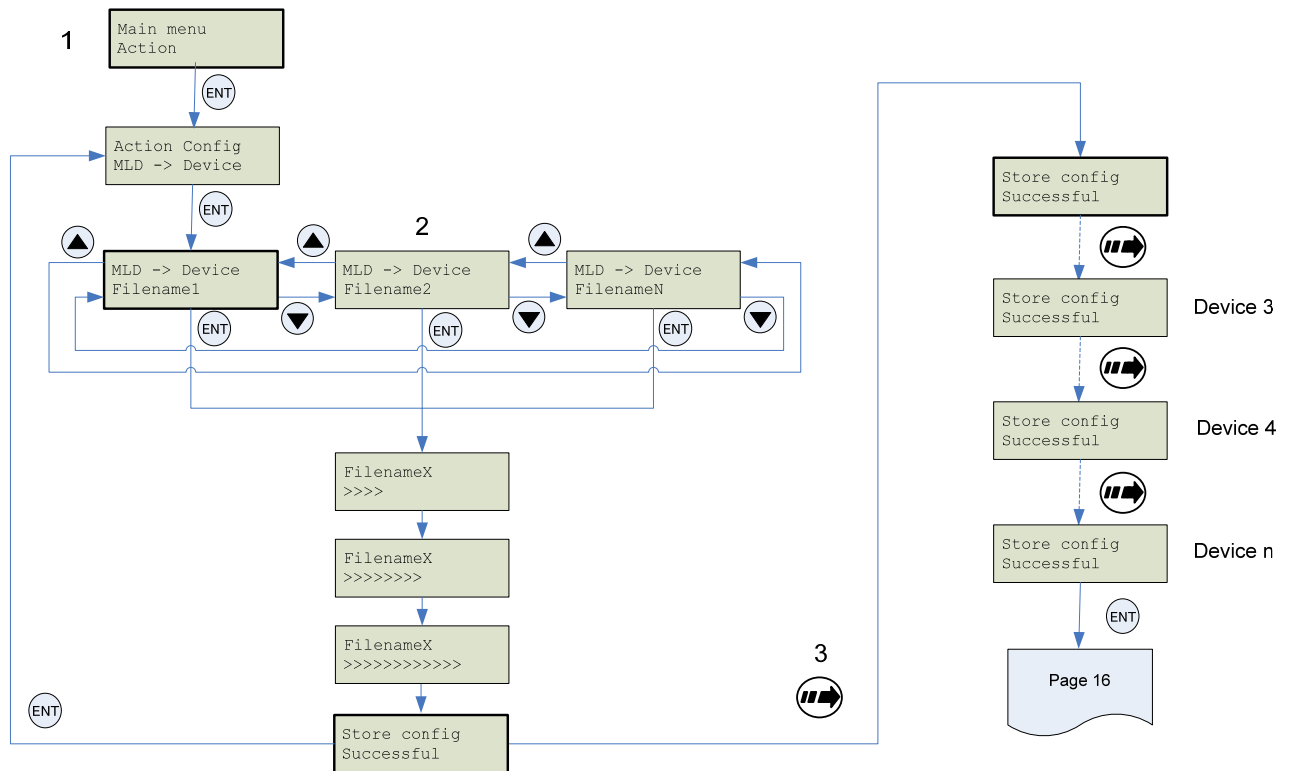 1
Main menu
Action
ENT
Action Config
MLD -> Device
ENT
2
MLD -> Device
Filename1
MLD -> Device
Filename2
MLD -> Device
FilenameN
ENT
ENT
ENT
FilenameX
>>>>
FilenameX
>>>>>>>>
FilenameX
>>>>>>>>>>>>
ENT
Store config
Successful
3
Store config
Successful
Store config
Successful
Device 3
Store config
Successful
Device 4
Store config
Successful
Device n
ENT
Page 16